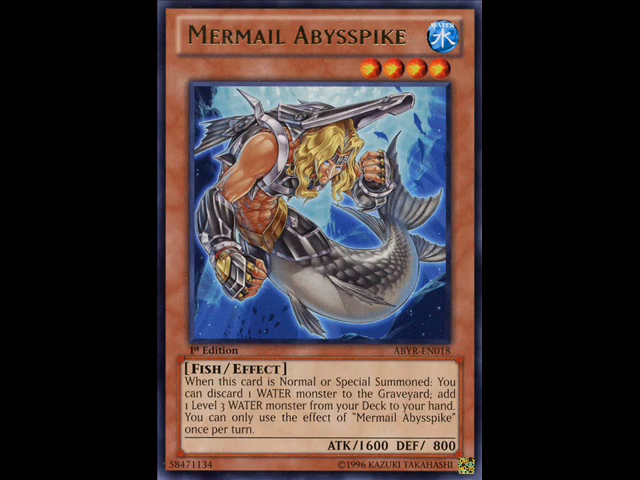 MERMAIL ABYSSPIKE
WATER
水
1ST Edition
ABYR-EN018
[FISH/EFFECT]
When this card is Normal or Special Summoned: You
can discard 1 WATER monster to the Graveyard; add
1 Level 3 WATER monster from your Deck to your hand.
You can only use the effect of "Mermail Abysspike"
once per turn.
ATK/1600 DEF/ 800
58471134
©1996 KAZUKI TAKAHASHI